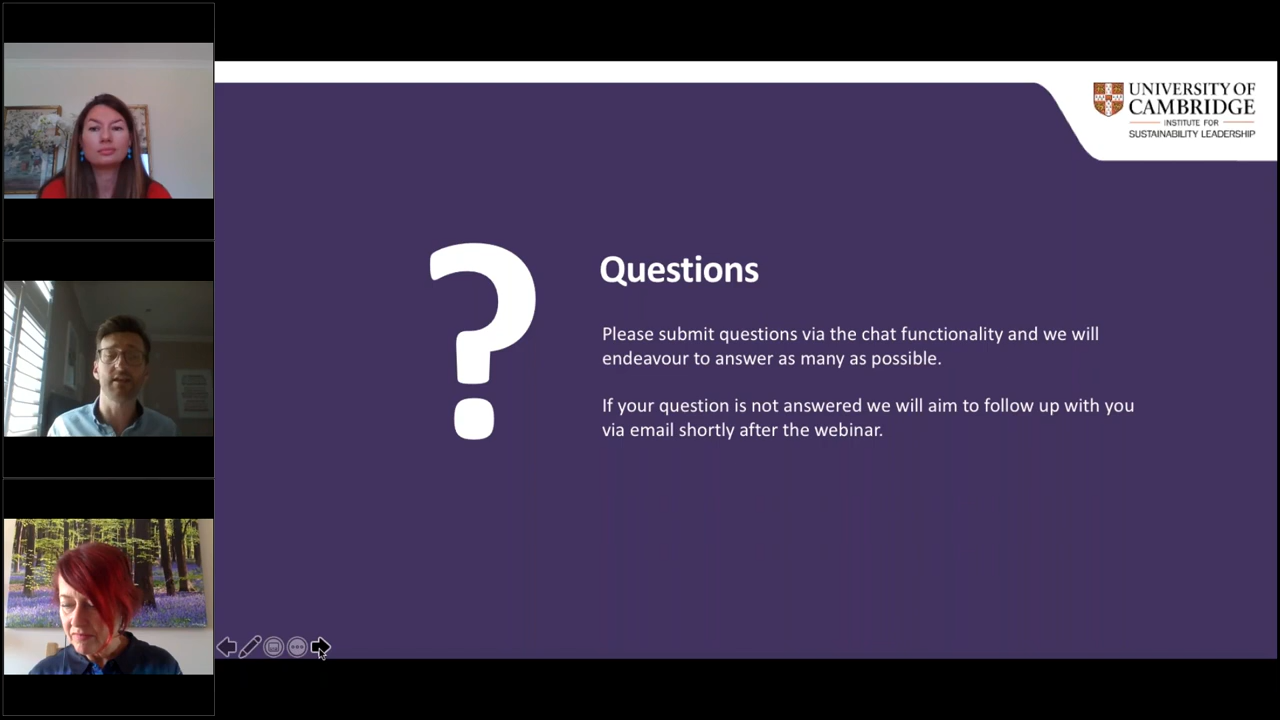 UNIVERSITY OF
CAMBRIDGE
INSTITUTE FOR
SUSTAINABILITY LEADERSHIP
?
Questions
Please submit questions via the chat functionality and we will
endeavour to answer as many as possible.
If your question is not answered we will aim to follow up with you
via email shortly after the webinar.